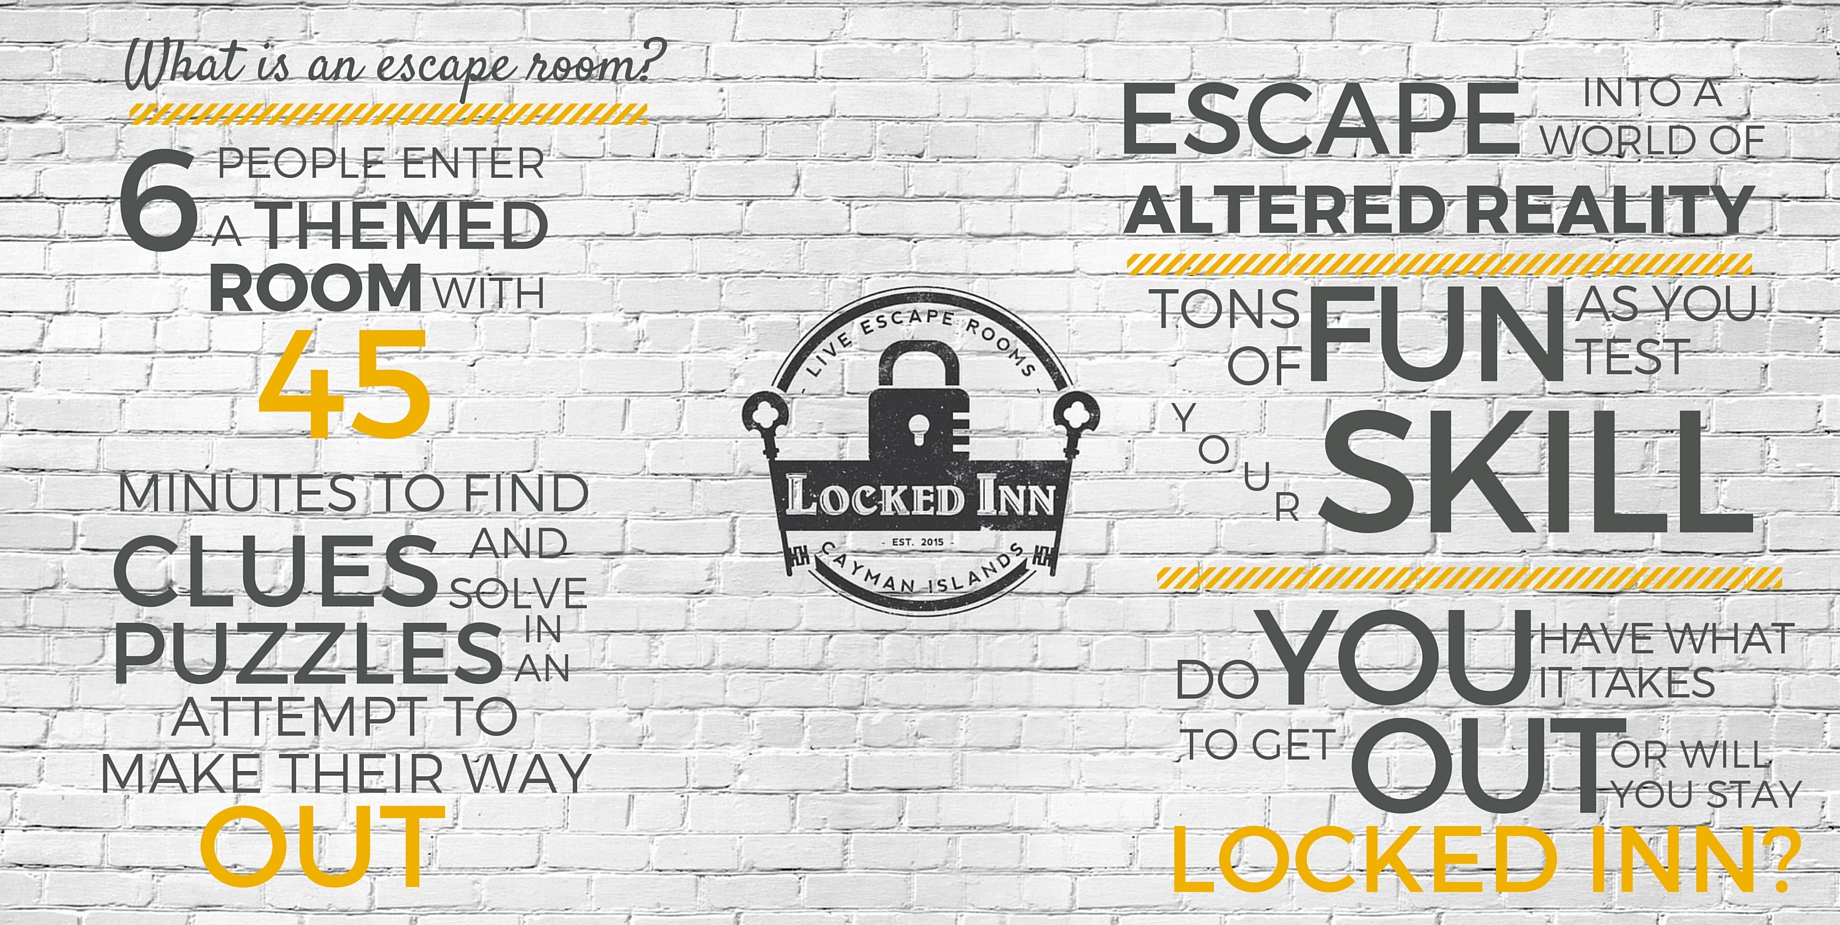 What is an escape room?
6 PEOPLE ENTER
A THEMED
ROOM WITH
45
MINUTES TO FIND
CLUES AND
SOLVE
PUZZLES IN
AN
ATTEMPT TO
MAKE THEIR WAY
OUT
- LIVE ESCAPE ROOMS -
LOCKED INN
- EST. 2015 -
CAYMAN ISLANDS
ESCAPE INTO A
WORLD OF
ALTERED REALITY
TONS
OF FUN AS YOU
TEST
YOUR SKILL
DO YOU HAVE WHAT
IT TAKES
TO GET OUT OR WILL
YOU STAY
LOCKED INN?